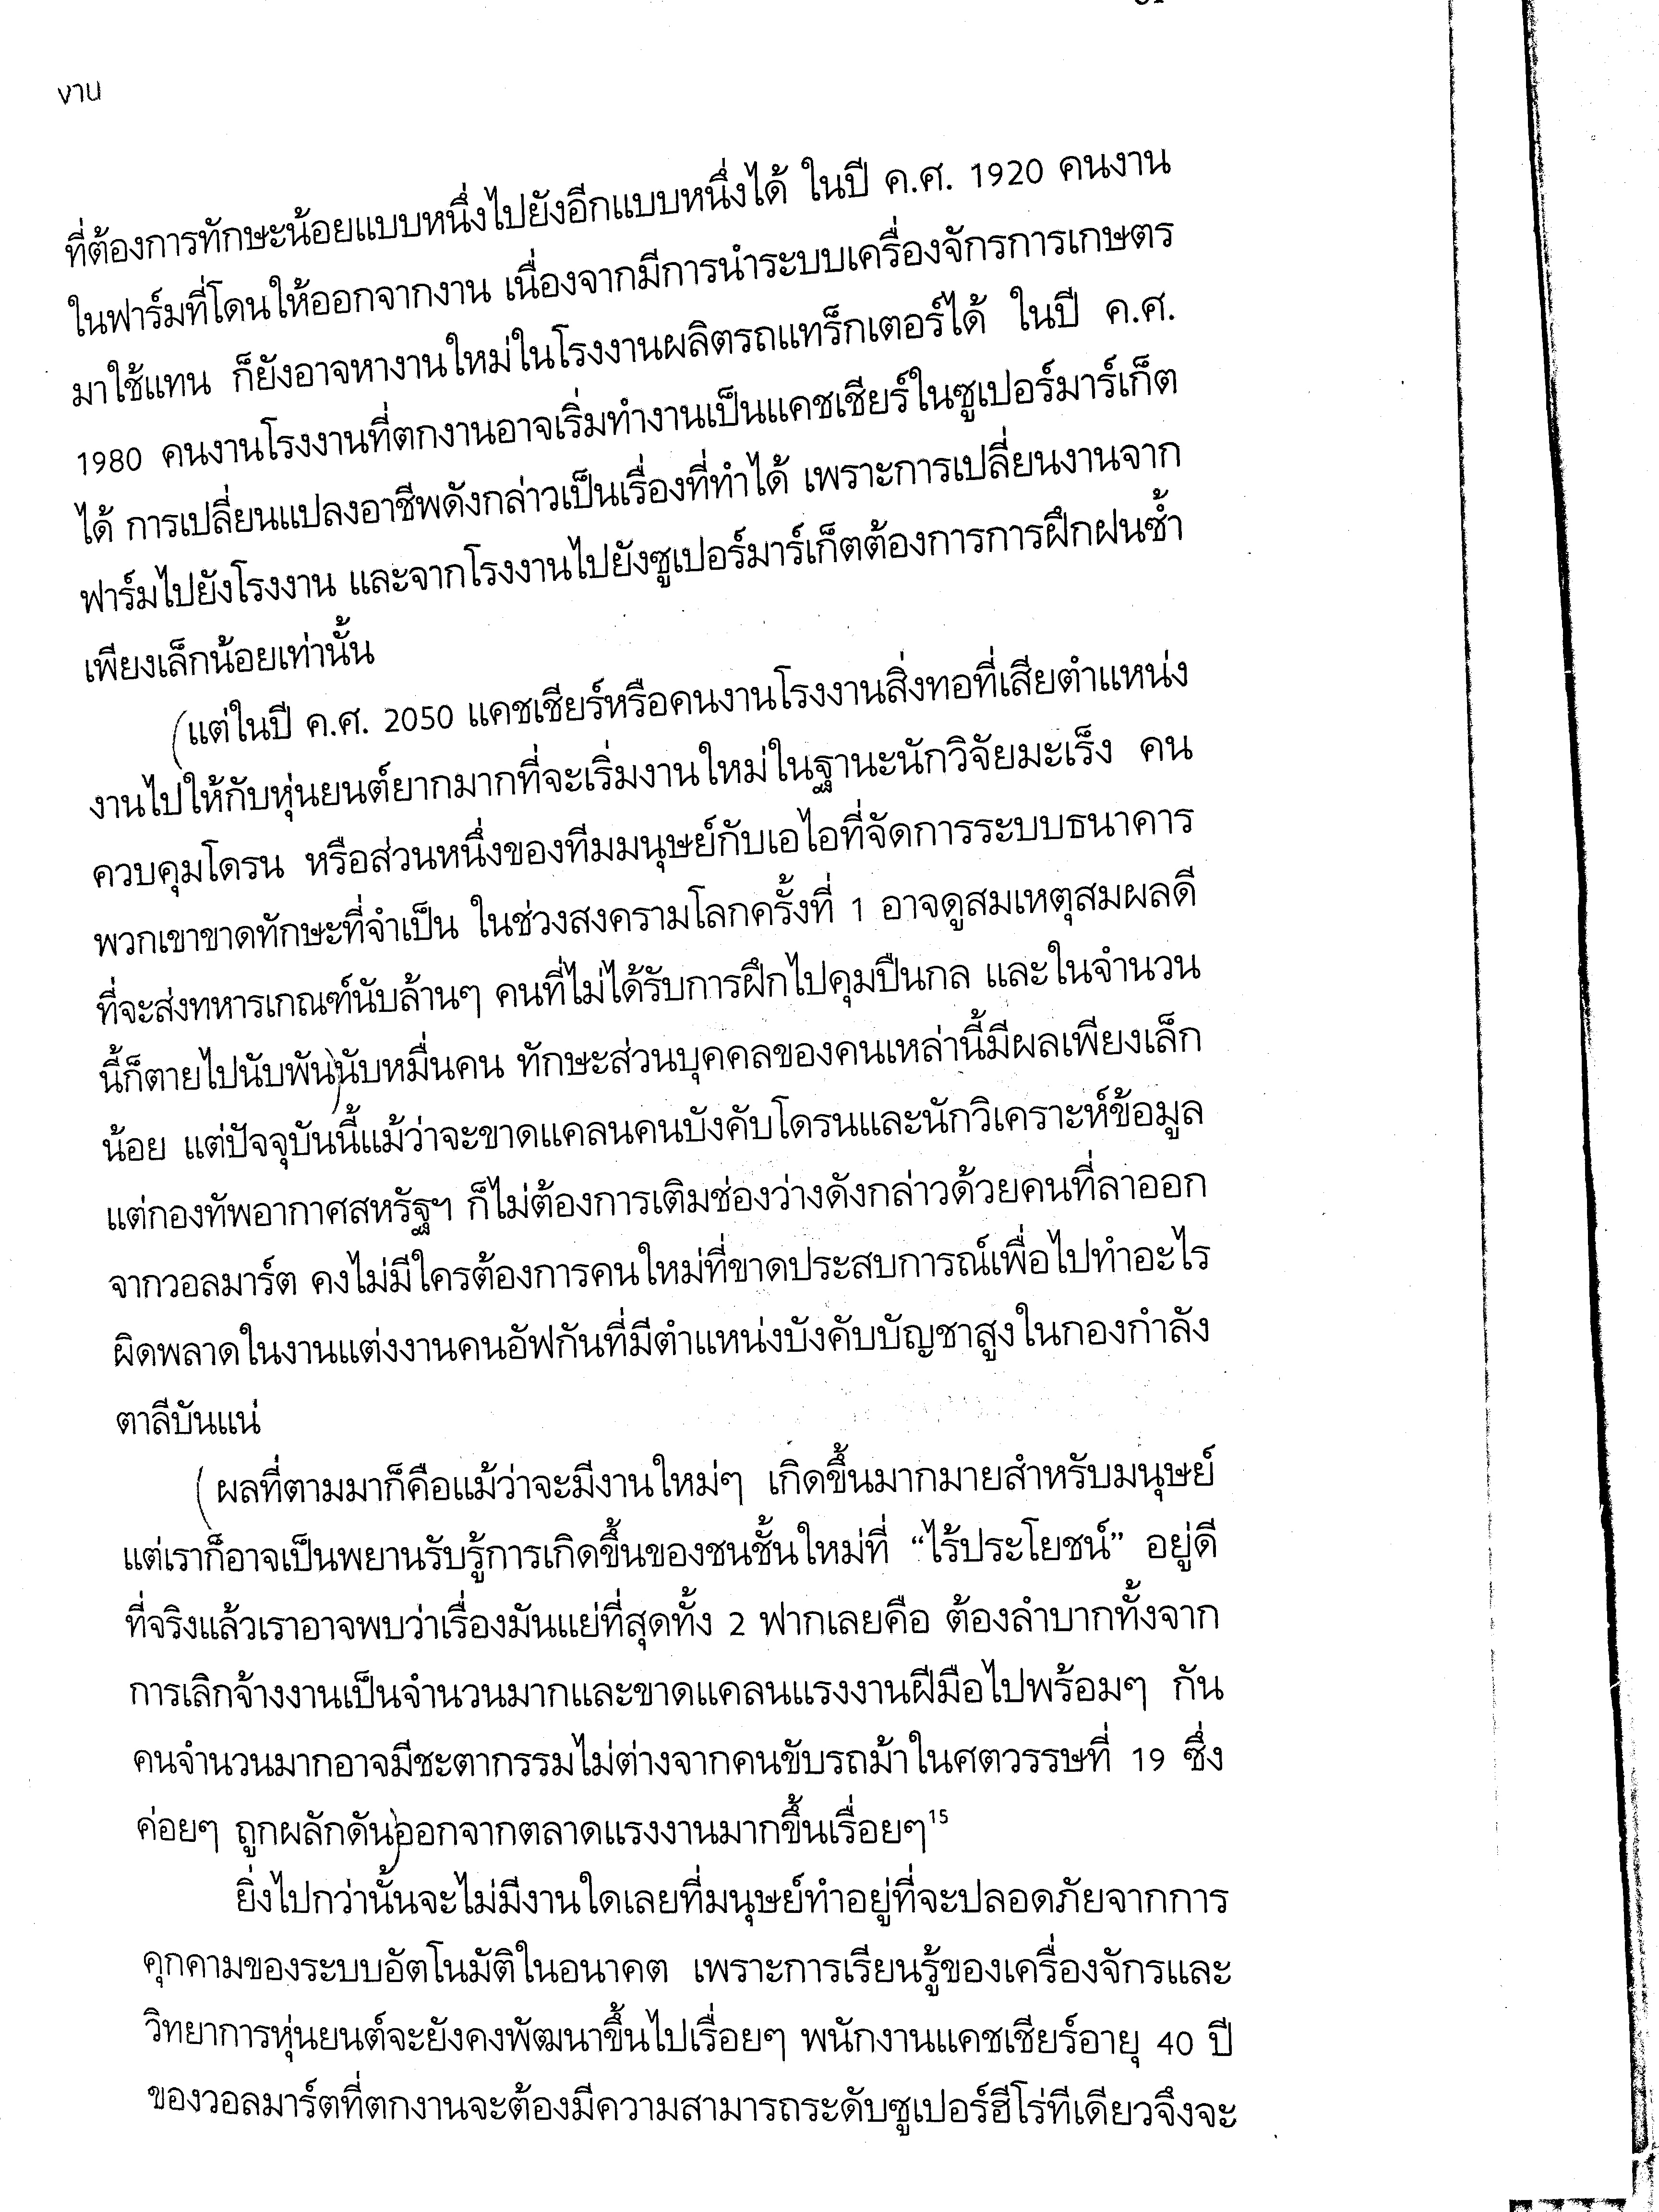 งาน
ที่ต้องการทักษะน้อยแบบหนึ่งไปยังอีกแบบหนึ่งได้ ในปี ค.ศ. 1920 คนงาน
ในฟาร์มที่โดนให้ออกจากงาน เนื่องจากมีการนำระบบเครื่องจักรการเกษตร
มาใช้แทน ก็ยังอาจหางานใหม่ในโรงงานผลิตรถแทร็กเตอร์ได้ ในปี ค.ศ.
1980 คนงานโรงงานที่ตกงานอาจเริ่มทำงานเป็นแคชเชียร์ในซูเปอร์มาร์เก็ต
ได้ การเปลี่ยนแปลงอาชีพดังกล่าวเป็นเรื่องที่ทำได้ เพราะการเปลี่ยนงานจาก
ฟาร์มไปยังโรงงาน และจากโรงงานไปยังซูเปอร์มาร์เก็ตต้องการการฝึกฝนซ้ำ
เพียงเล็กน้อยเท่านั้น
(แต่ในปี ค.ศ. 2050 แคชเชียร์หรือคนงานโรงงานสิ่งทอที่เสียตำแหน่ง
งานไปให้กับหุ่นยนต์ยากมากที่จะเริ่มงานใหม่ในฐานะนักวิจัยมะเร็ง คน
ควบคุมโดรน หรือส่วนหนึ่งของทีมมนุษย์กับเอไอที่จัดการระบบธนาคาร
พวกเขาขาดทักษะที่จำเป็น ในช่วงสงครามโลกครั้งที่ 1 อาจดูสมเหตุสมผลดี
ที่จะส่งทหารเกณฑ์นับล้านๆ คนที่ไม่ได้รับการฝึกไปคุมปืนกล และในจำนวน
นี้ก็ตายไปนับพัน)นับหมื่นคน ทักษะส่วนบุคคลของคนเหล่านี้มีผลเพียงเล็ก
น้อย แต่ปัจจุบันนี้แม้ว่าจะขาดแคลนคนบังคับโดรนและนักวิเคราะห์ข้อมูล
แต่กองทัพอากาศสหรัฐฯ ก็ไม่ต้องการเติมช่องว่างดังกล่าวด้วยคนที่ลาออก
จากวอลมาร์ต คงไม่มีใครต้องการคนใหม่ที่ขาดประสบการณ์เพื่อไปทำอะไร
ผิดพลาดในงานแต่งงานคนอัฟกันที่มีตำแหน่งบังคับบัญชาสูงในกองกำลัง
ตาลีบันแน่
(ผลที่ตามมาก็คือแม้ว่าจะมีงานใหม่ๆ เกิดขึ้นมากมายสำหรับมนุษย์
แต่เราก็อาจเป็นพยานรับรู้การเกิดขึ้นของชนชั้นใหม่ที่ “ไร้ประโยชน์” อยู่ดี
ที่จริงแล้วเราอาจพบว่าเรื่องมันแย่ที่สุดทั้ง 2 ฟากเลยคือ ต้องลำบากทั้งจาก
การเลิกจ้างงานเป็นจำนวนมากและขาดแคลนแรงงานฝีมือไปพร้อมๆ กัน
คนจำนวนมากอาจมีชะตากรรมไม่ต่างจากคนขับรถม้าในศตวรรษที่ 19 ซึ่ง
ค่อยๆ ถูกผลักดัน)ออกจากตลาดแรงงานมากขึ้นเรื่อยๆ¹⁵
ยิ่งไปกว่านั้นจะไม่มีงานใดเลยที่มนุษย์ทำอยู่ที่จะปลอดภัยจากการ
คุกคามของระบบอัตโนมัติในอนาคต เพราะการเรียนรู้ของเครื่องจักรและ
วิทยาการหุ่นยนต์จะยังคงพัฒนาขึ้นไปเรื่อยๆ พนักงานแคชเชียร์อายุ 40 ปี
ของวอลมาร์ตที่ตกงานจะต้องมีความสามารถระดับซูเปอร์ฮีโร่ทีเดียวจึงจะ